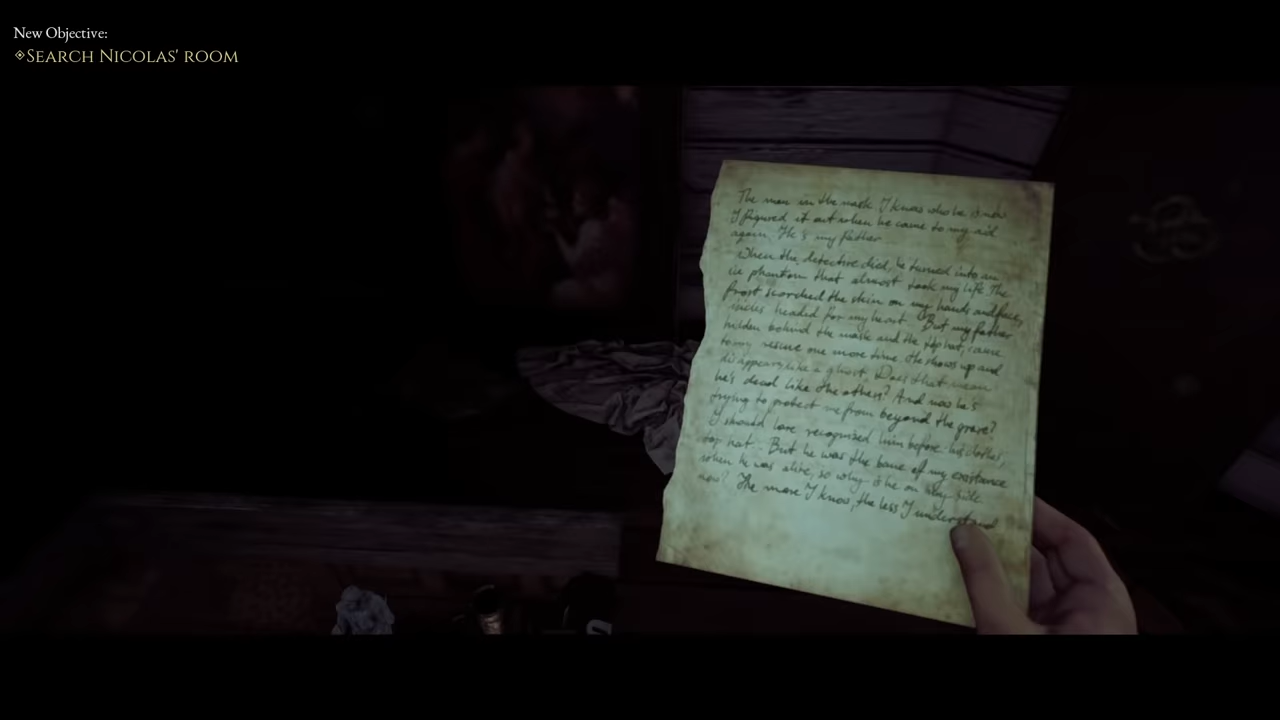 New Objective:
SEARCH NICOLAS' ROOM
The man in the mask I know who he is now
I figured it out when he came to my aid
again. He's my father
When the detective died, he turned into an
ice phantom that almost took my life. The
frost scorched the skin on my hands and face,
icicles headed for my heart. But my father
hidden behind the mask and the top hat, came
to my rescue one more time. He shows up and
disappears like a ghost. Does that mean
he's dead like the others? And now he's
trying to protect me from beyond the grave?
I should have recognized him before: his clothes,
top hat. But he was the bane of my existence
when he was alive, so why is he on my side
now? The more I know, the less I understand